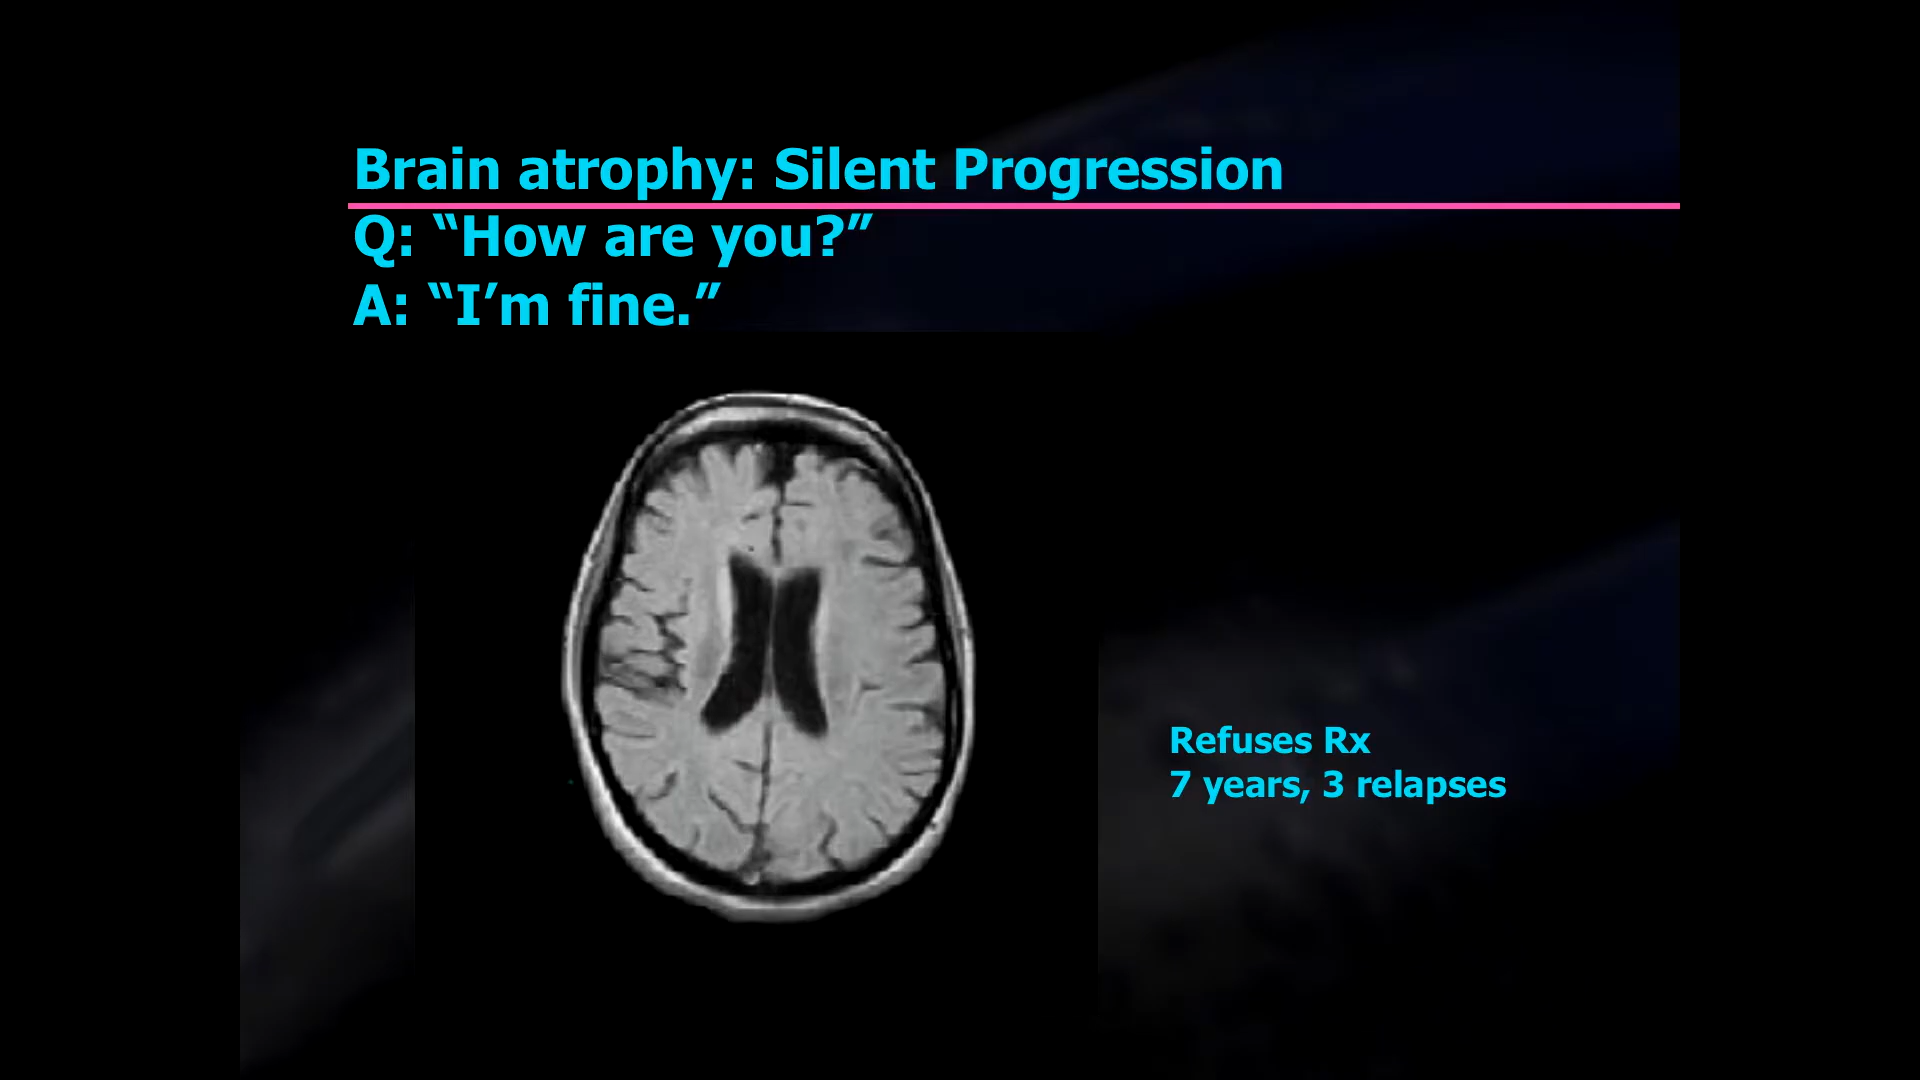 Brain atrophy: Silent Progression
Q: “How are you?”
A: “I’m fine.”
Refuses Rx
7 years, 3 relapses